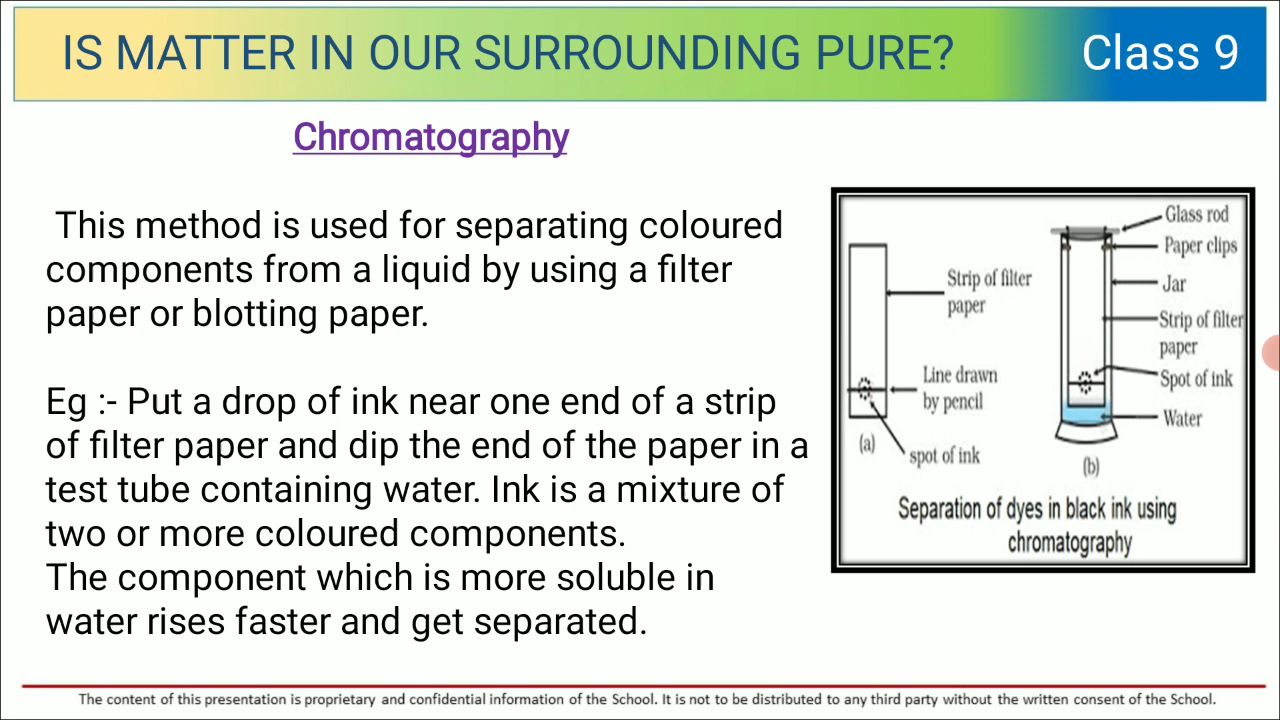 IS MATTER IN OUR SURROUNDING PURE?
Class 9
Chromatography
This method is used for separating coloured
components from a liquid by using a filter
paper or blotting paper.
Eg :- Put a drop of ink near one end of a strip
of filter paper and dip the end of the paper in a
test tube containing water. Ink is a mixture of
two or more coloured components.
The component which is more soluble in
water rises faster and get separated.
Strip of filter
paper
Line drawn
by pencil
(a)
spot of ink
Glass rod
Paper clips
Jar
Strip of filter
paper
Spot of ink
Water
(b)
Separation of dyes in black ink using
chromatography
The content of this presentation is proprietary and confidential information of the School. It is not to be distributed to any third party without the written consent of the School.